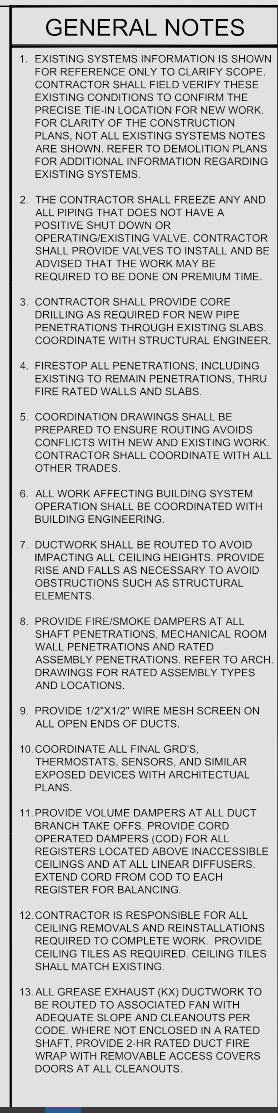 GENERAL NOTES
1. EXISTING SYSTEMS INFORMATION IS SHOWN
FOR REFERENCE ONLY TO CLARIFY SCOPE.
CONTRACTOR SHALL FIELD VERIFY THESE
EXISTING CONDITIONS TO CONFIRM THE
PRECISE TIE-IN LOCATION FOR NEW WORK.
FOR CLARITY OF THE CONSTRUCTION
PLANS, NOT ALL EXISTING SYSTEMS NOTES
ARE SHOWN. REFER TO DEMOLITION PLANS
FOR ADDITIONAL INFORMATION REGARDING
EXISTING SYSTEMS.
2. THE CONTRACTOR SHALL FREEZE ANY AND
ALL PIPING THAT DOES NOT HAVE A
POSITIVE SHUT DOWN OR
OPERATING/EXISTING VALVE. CONTRACTOR
SHALL PROVIDE VALVES TO INSTALL AND BE
ADVISED THAT THE WORK MAY BE
REQUIRED TO BE DONE ON PREMIUM TIME.
3. CONTRACTOR SHALL PROVIDE CORE
DRILLING AS REQUIRED FOR NEW PIPE
PENETRATIONS THROUGH EXISTING SLABS.
COORDINATE WITH STRUCTURAL ENGINEER.
4. FIRESTOP ALL PENETRATIONS, INCLUDING
EXISTING TO REMAIN PENETRATIONS, THRU
FIRE RATED WALLS AND SLABS.
5. COORDINATION DRAWINGS SHALL BE
PREPARED TO ENSURE ROUTING AVOIDS
CONFLICTS WITH NEW AND EXISTING WORK.
CONTRACTOR SHALL COORDINATE WITH ALL
OTHER TRADES.
6. ALL WORK AFFECTING BUILDING SYSTEM
OPERATION SHALL BE COORDINATED WITH
BUILDING ENGINEERING.
7. DUCTWORK SHALL BE ROUTED TO AVOID
IMPACTING ALL CEILING HEIGHTS. PROVIDE
RISE AND FALLS AS NECESSARY TO AVOID
OBSTRUCTIONS SUCH AS STRUCTURAL
ELEMENTS.
8. PROVIDE FIRE/SMOKE DAMPERS AT ALL
SHAFT PENETRATIONS, MECHANICAL ROOM
WALL PENETRATIONS AND RATED
ASSEMBLY PENETRATIONS. REFER TO ARCH.
DRAWINGS FOR RATED ASSEMBLY TYPES
AND LOCATIONS.
9. PROVIDE 1/2"X1/2" WIRE MESH SCREEN ON
ALL OPEN ENDS OF DUCTS.
10. COORDINATE ALL FINAL GRD'S,
THERMOSTATS, SENSORS, AND SIMILAR
EXPOSED DEVICES WITH ARCHITECTUAL
PLANS.
11. PROVIDE VOLUME DAMPERS AT ALL DUCT
BRANCH TAKE OFFS. PROVIDE CORD
OPERATED DAMPERS (COD) FOR ALL
REGISTERS LOCATED ABOVE INACCESSIBLE
CEILINGS AND AT ALL LINEAR DIFFUSERS.
EXTEND CORD FROM COD TO EACH
REGISTER FOR BALANCING.
12. CONTRACTOR IS RESPONSIBLE FOR ALL
CEILING REMOVALS AND REINSTALLATIONS
REQUIRED TO COMPLETE WORK. PROVIDE
CEILING TILES AS REQUIRED. CEILING TILES
SHALL MATCH EXISTING.
13. ALL GREASE EXHAUST (KX) DUCTWORK TO
BE ROUTED TO ASSOCIATED FAN WITH
ADEQUATE SLOPE AND CLEANOUTS PER
CODE. WHERE NOT ENCLOSED IN A RATED
SHAFT, PROVIDE 2-HR RATED DUCT FIRE
WRAP WITH REMOVABLE ACCESS COVERS
DOORS AT ALL CLEANOUTS.